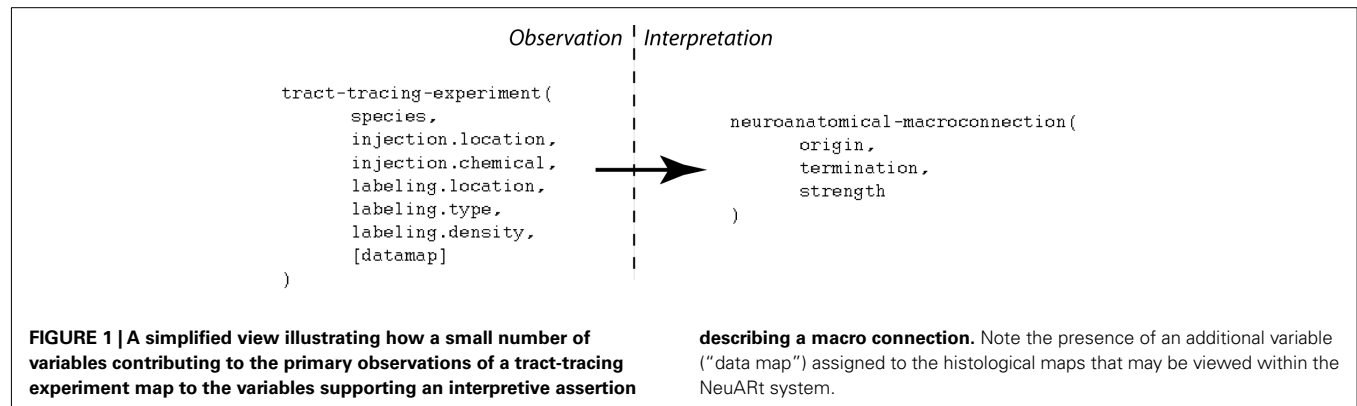 Observation Interpretation
tract-tracing-experiment(
species,
injection.location,
injection.chemical,
labeling.location,
labeling.type,
labeling.density,
[datamap]
)
neuroanatomical-macroconnection(
origin,
termination,
strength
)
FIGURE 1 | A simplified view illustrating how a small number of
variables contributing to the primary observations of a tract-tracing
experiment map to the variables supporting an interpretive assertion
describing a macro connection. Note the presence of an additional variable
(“data map”) assigned to the histological maps that may be viewed within the
NeuARt system.